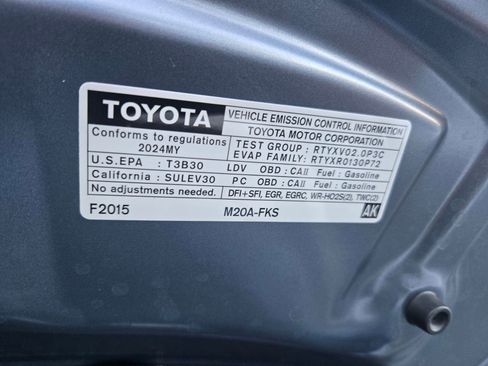 TOYOTA
VEHICLE EMISSION CONTROL INFORMATION
TOYOTA MOTOR CORPORATION
Conforms to regulations
2024MY
TEST GROUP : RTYXV02.0P3C
EVAP FAMILY: RTYXR0130P72
U.S.EPA : T3B30 LDV OBD : CAII Fuel : Gasoline
California : SULEV30 PC OBD : CAII Fuel : Gasoline
No adjustments needed. DFI+SFI, EGR, EGRC, WR-HO2S(2), TWC(2)
F2015 M20A-FKS AK